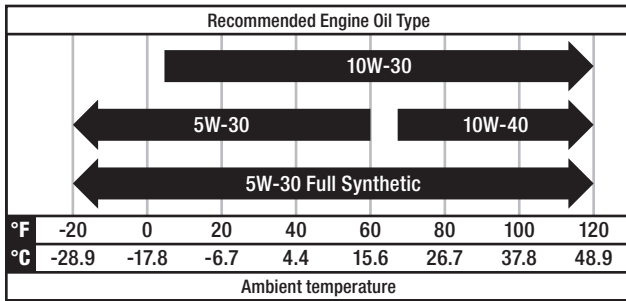 Recommended Engine Oil Type
10W-30
5W-30 10W-40
5W-30 Full Synthetic
°F -20 0 20 40 60 80 100 120
°C -28.9 -17.8 -6.7 4.4 15.6 26.7 37.8 48.9
Ambient temperature